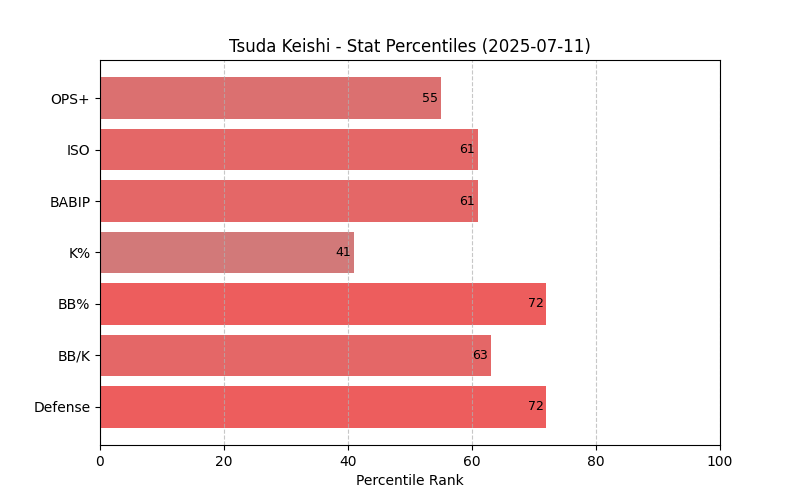 Tsuda Keishi - Stat Percentiles (2025-07-11)
OPS+ 55
ISO 61
BABIP 61
K% 41
BB% 72
BB/K 63
Defense 72
0 20 40 60 80 100
Percentile Rank